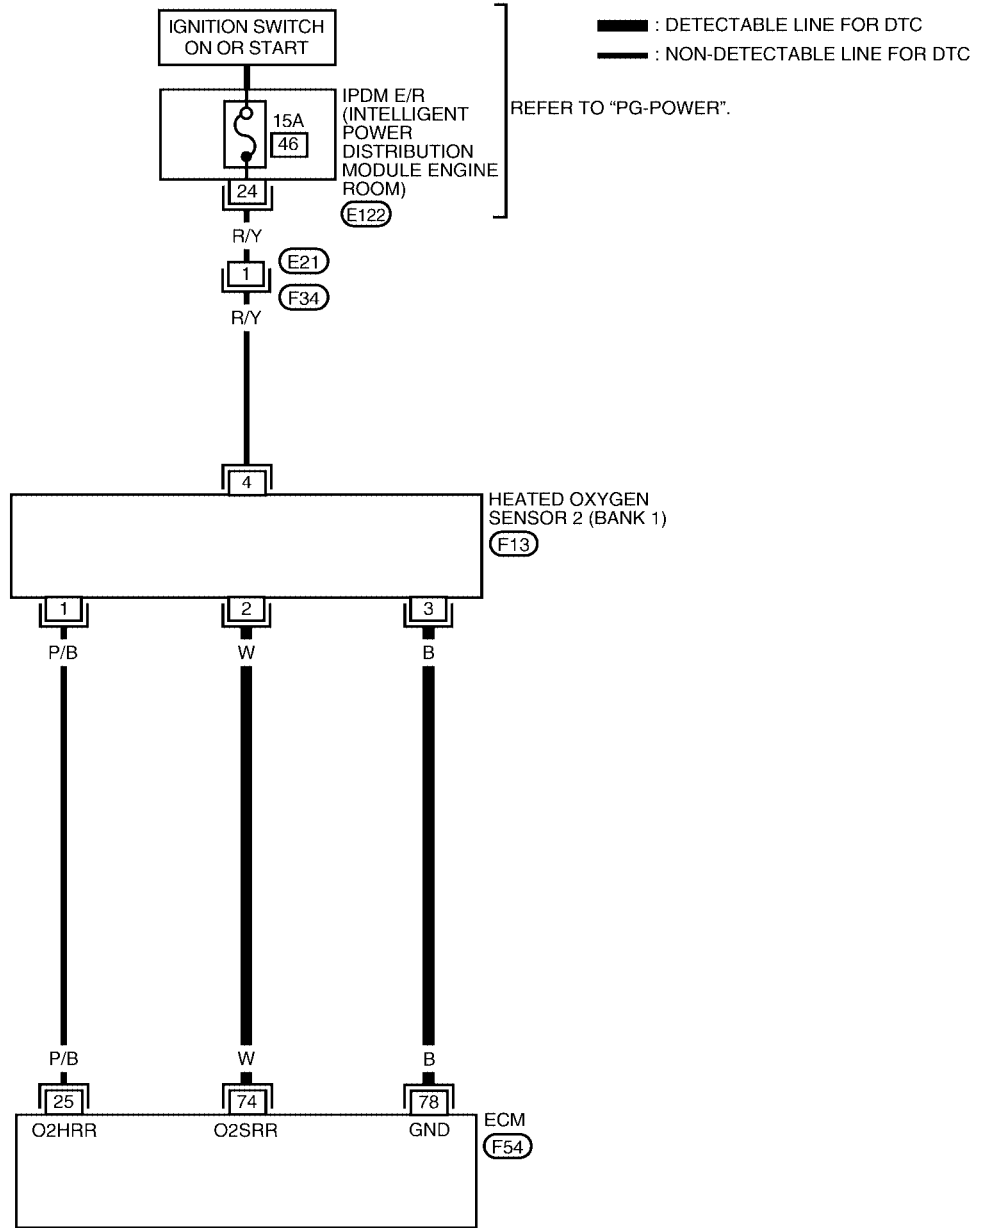 IGNITION SWITCH
ON OR START
: DETECTABLE LINE FOR DTC
: NON-DETECTABLE LINE FOR DTC
IPDM E/R
(INTELLIGENT
POWER
DISTRIBUTION
MODULE ENGINE
ROOM)
E122
REFER TO “PG-POWER”.
15A
46
24
R/Y
1
E21
F34
R/Y
4
HEATED OXYGEN
SENSOR 2 (BANK 1)
F13
1 2 3
P/B W B
P/B W B
25 74 78
O2HRR O2SRR GND
ECM
F54